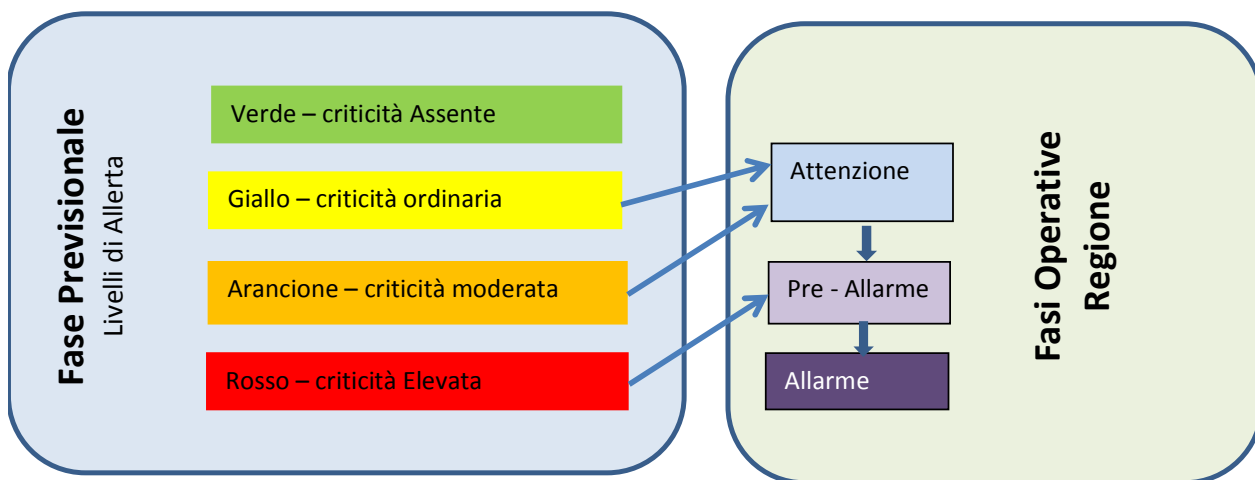 Fase Previsionale
Livelli di Allerta
Verde – criticità Assente
Giallo – criticità ordinaria
Arancione – criticità moderata
Rosso – criticità Elevata
Attenzione
Pre - Allarme
Allarme
Fasi Operative
Regione